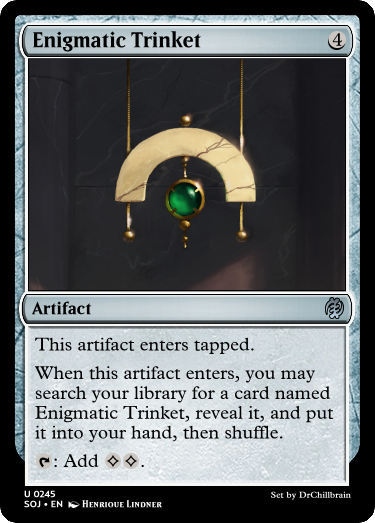 Enigmatic Trinket 4
Artifact
This artifact enters tapped.
When this artifact enters, you may
search your library for a card named
Enigmatic Trinket, reveal it, and put
it into your hand, then shuffle.
: Add .
U 0245
SOJ • EN Henrique Lindner
Set by DrChillbrain